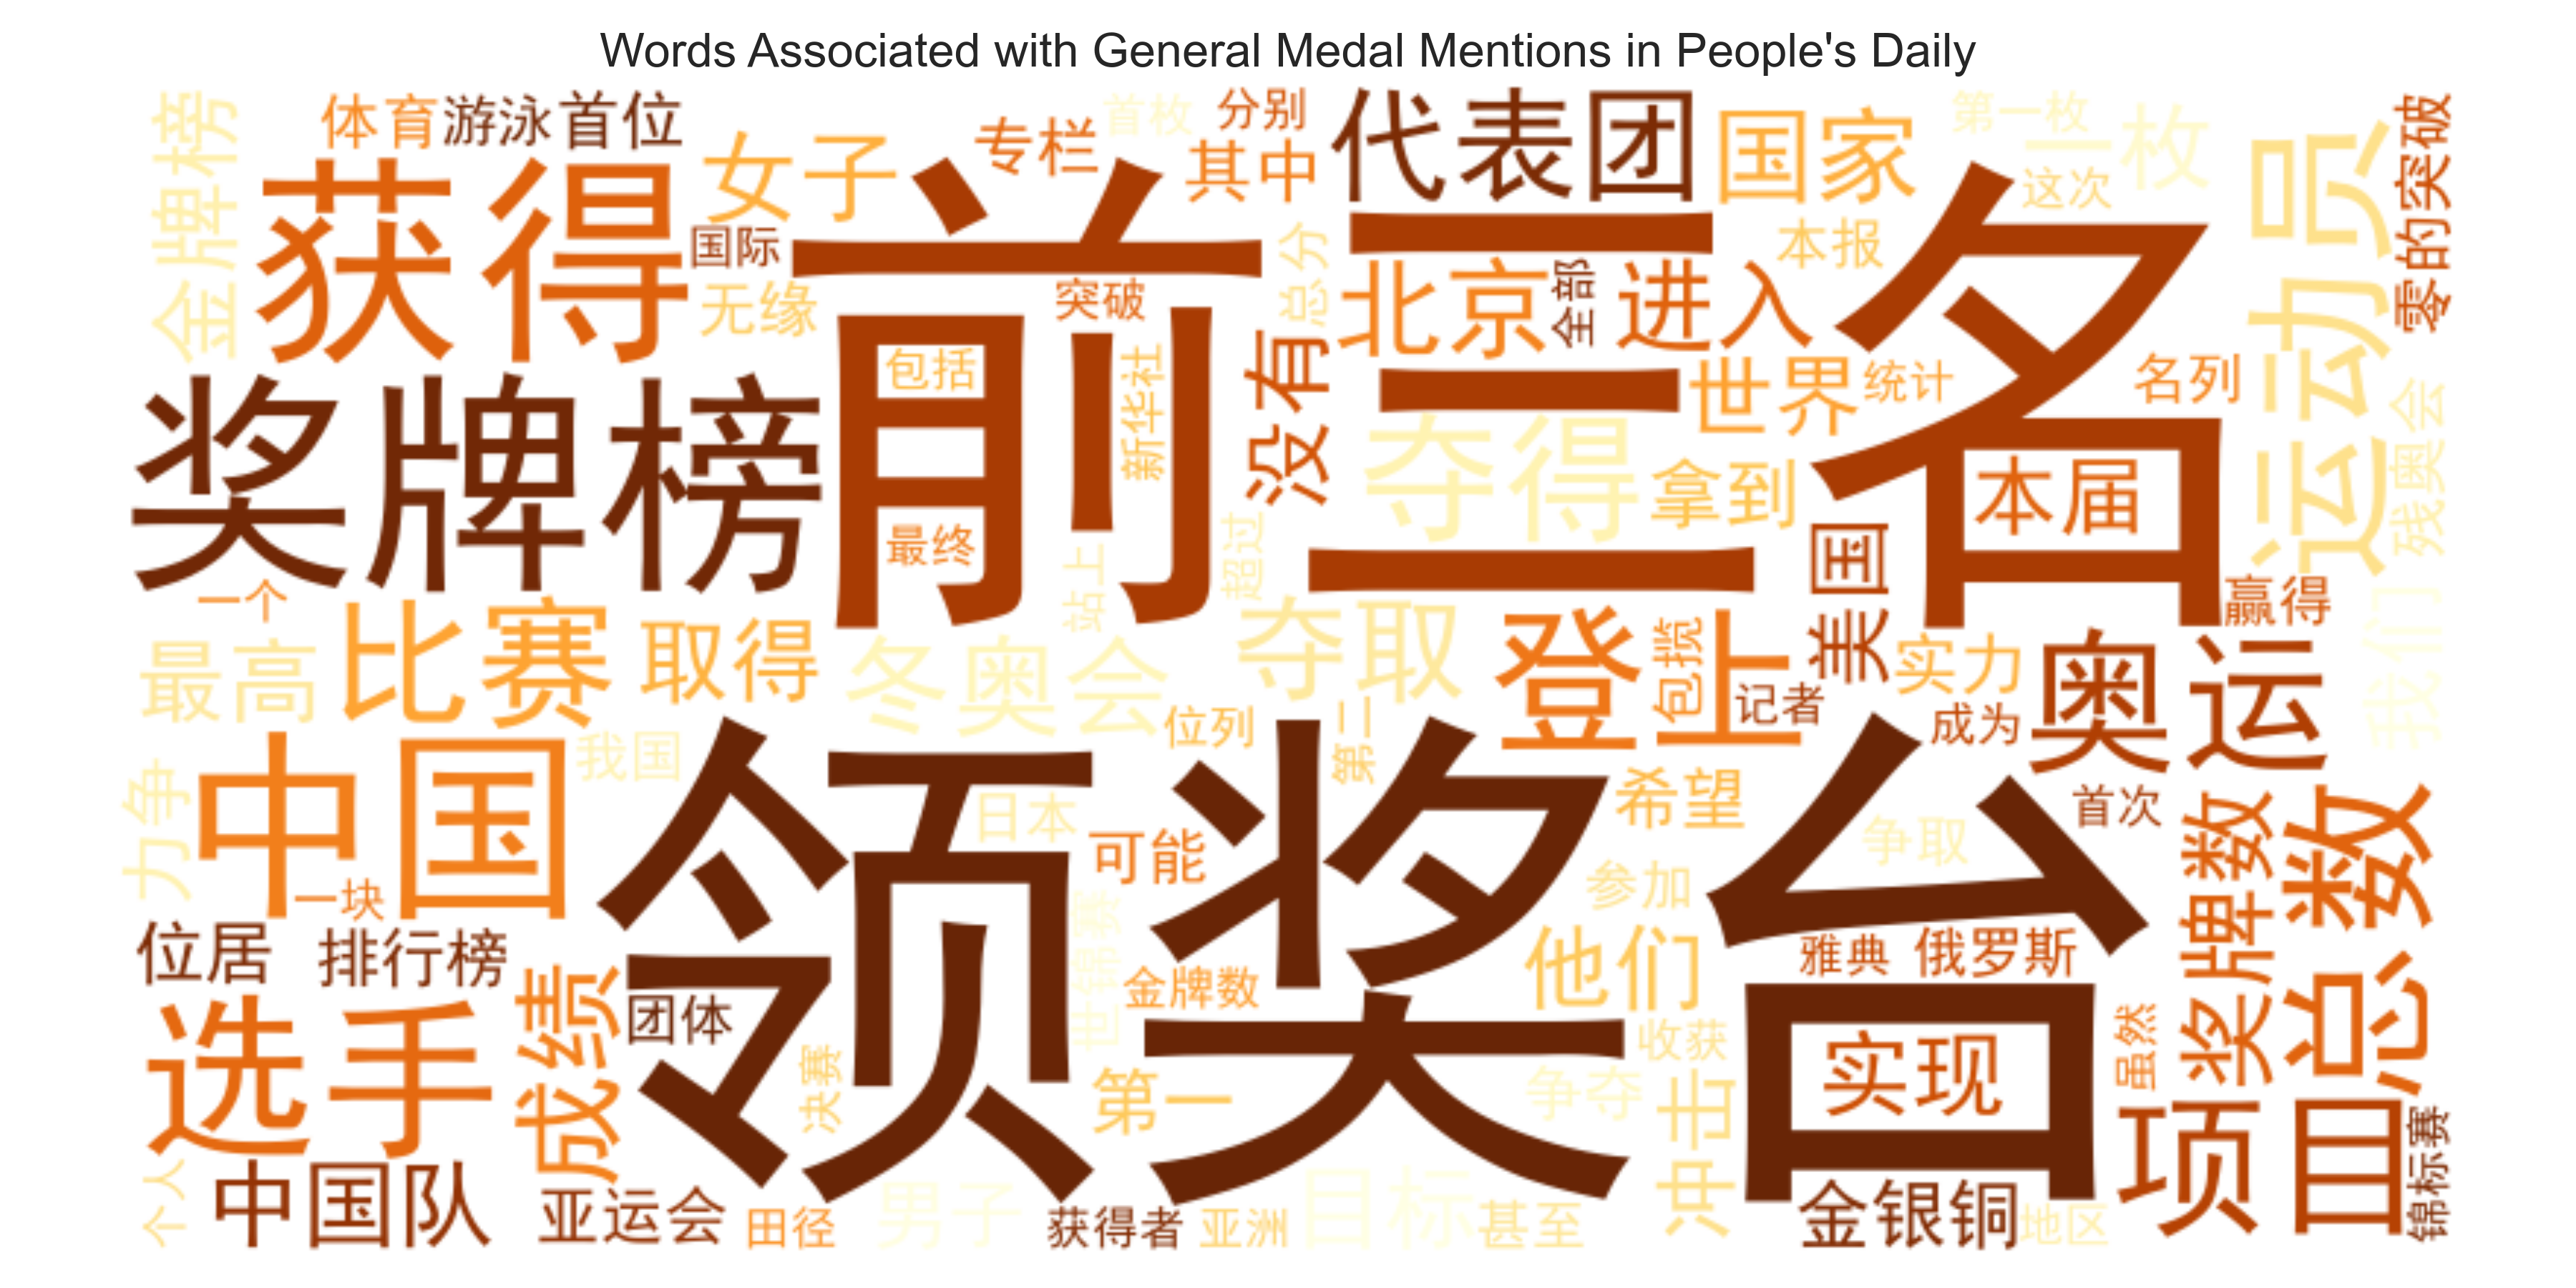 Words Associated with General Medal Mentions in People's Daily
金牌榜
体育
游泳
首位
女子
专栏
首枚
分别
其中
代表团
国家
第一枚
一枚
这次
运动员
零的突破
获得
国际
无缘
前三名
突破
总分
北京
全部
进入
本报
奖牌榜
包括
新华社
没有
夺得
世界
统计
名列
拿到
本届
残奥会
最终
站上
超过
美国
赢得
我们
一个
最高
比赛
取得
冬奥会
夺取
登上
包揽
记者
实力
成为
奥运
力争
中国
我国
位列
第二
希望
首次
领奖台
日本
可能
争取
奖牌数
总数
一块
位居
排行榜
成绩
世锦赛
参加
他们
雅典
俄罗斯
选手
团体
决赛
金牌数
第一
收获
争夺
冲击
实现
虽然
项目
锦标赛
个人
中国队
亚运会
田径
男子
获得者
亚洲
目标
甚至
金银铜
地区